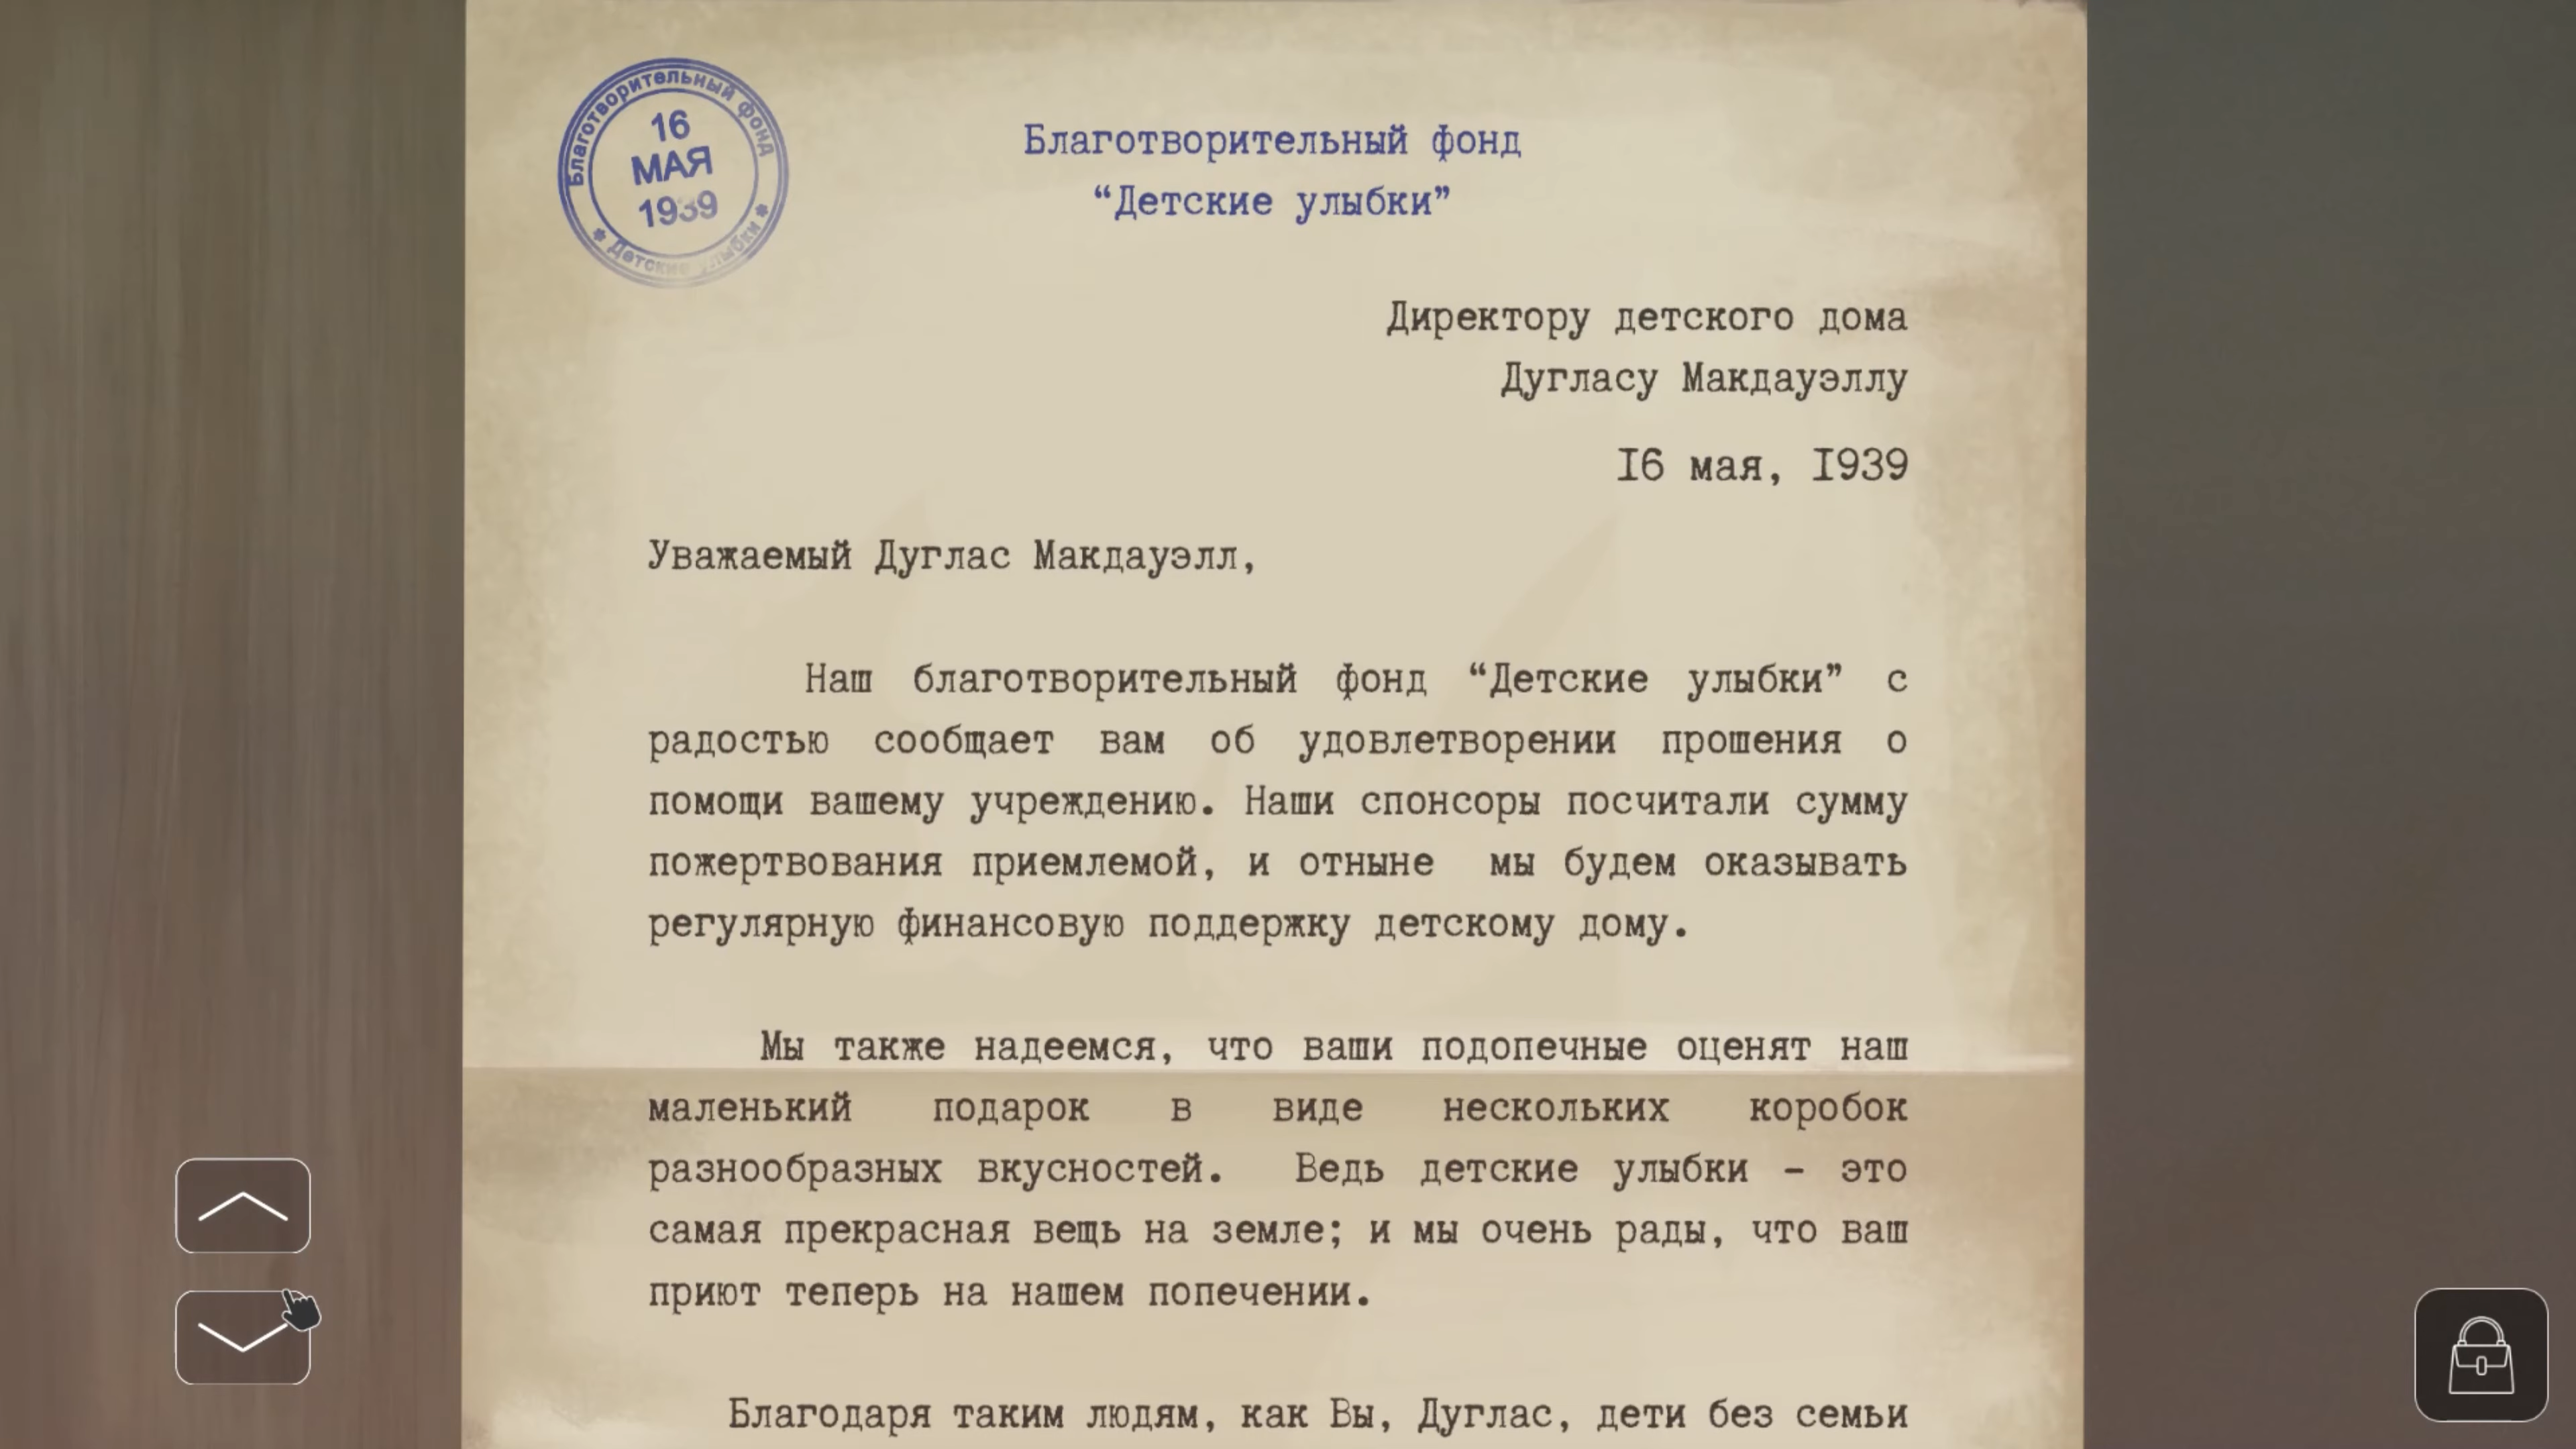 Благотворительный фонд
16
МАЯ
1939
Детские улыбки
Благотворительный фонд
“Детские улыбки”
Директору детского дома
Дугласу Макдауэллу
I6 мая, I939
Уважаемый Дуглас Макдауэлл,
Наш благотворительный фонд “Детские улыбки” с
радостью сообщает вам об удовлетворении прошения о
помощи вашему учреждению. Наши спонсоры посчитали сумму
пожертвования приемлемой, и отныне мы будем оказывать
регулярную финансовую поддержку детскому дому.
Мы также надеемся, что ваши подопечные оценят наш
маленький подарок в виде нескольких коробок
разнообразных вкусностей. Ведь детские улыбки - это
самая прекрасная вещь на земле; и мы очень рады, что ваш
приют теперь на нашем попечении.
Благодаря таким людям, как Вы, Дуглас, дети без семьи